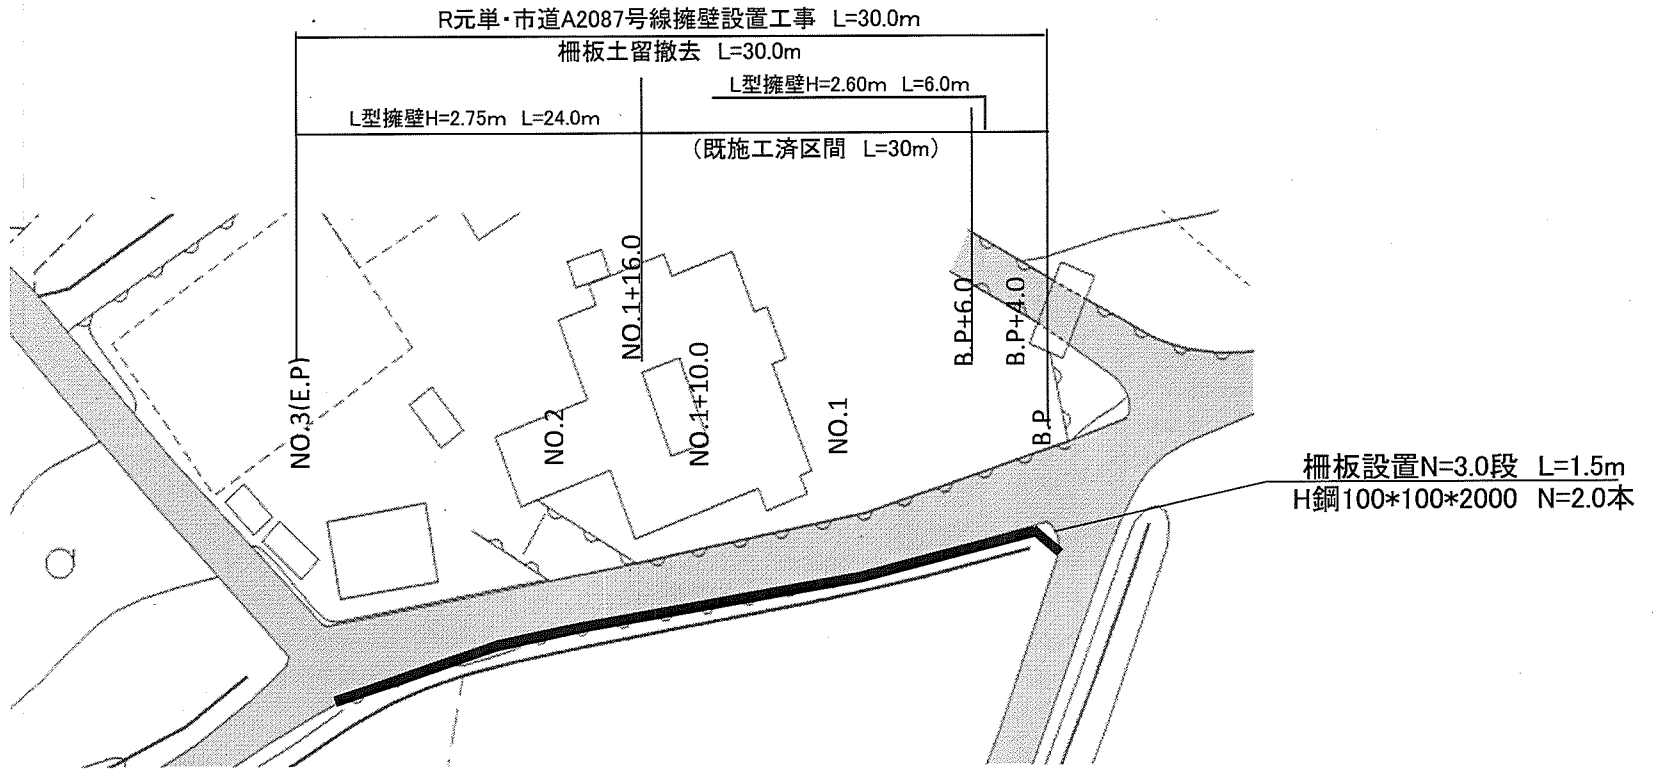 R元単・市道A2087号線擁壁設置工事 L=30.0m
柵板土留撤去 L=30.0m
L型擁壁H=2.60m L=6.0m
L型擁壁H=2.75m L=24.0m
(既施工済区間 L=30m)
NO.3(E.P)
NO.2
NO.1+16.0
NO.1+10.0
NO.1
B.P+6.0
B.P+4.0
B.P
柵板設置N=3.0段 L=1.5m
H鋼100*100*2000 N=2.0本